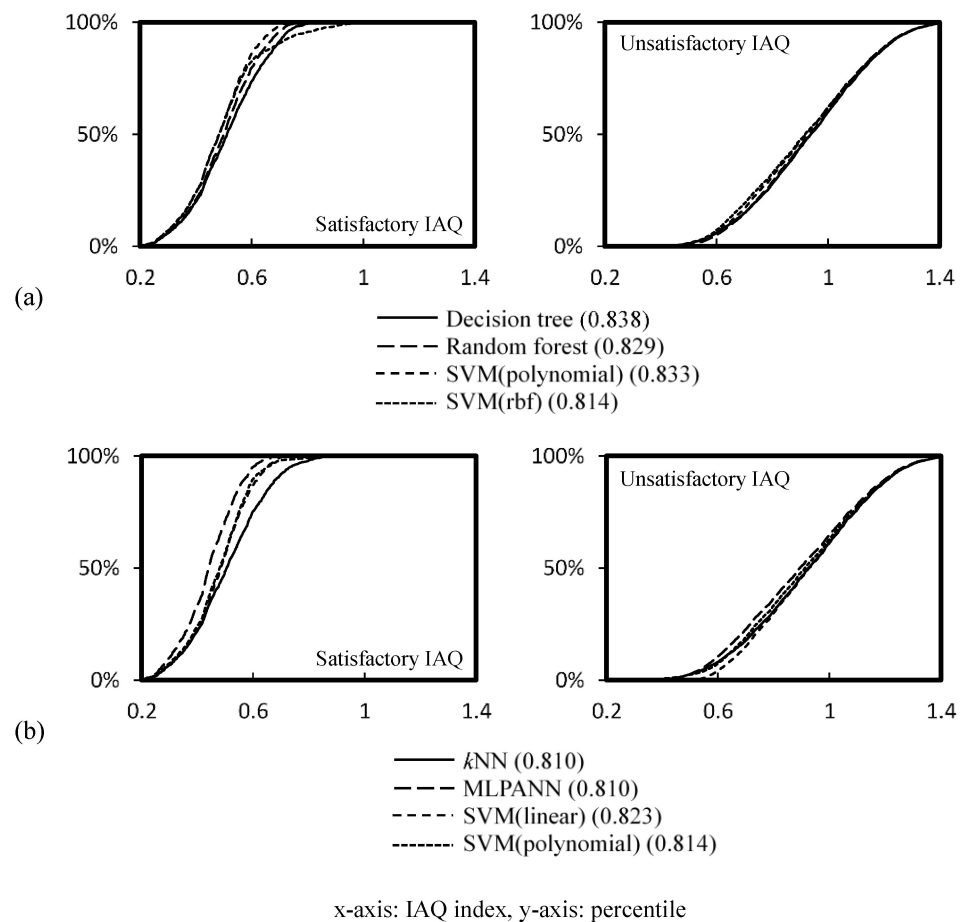 100%
50%
0%
Satisfactory IAQ
0.2 0.6 1 1.4
100%
50%
0%
Unsatisfactory IAQ
0.2 0.6 1 1.4
(a)
Decision tree (0.838)
Random forest (0.829)
SVM(polynomial) (0.833)
SVM(rbf) (0.814)
100%
50%
0%
Satisfactory IAQ
0.2 0.6 1 1.4
100%
50%
0%
Unsatisfactory IAQ
0.2 0.6 1 1.4
(b)
kNN (0.810)
MLPANN (0.810)
SVM(linear) (0.823)
SVM(polynomial) (0.814)
x-axis: IAQ index, y-axis: percentile